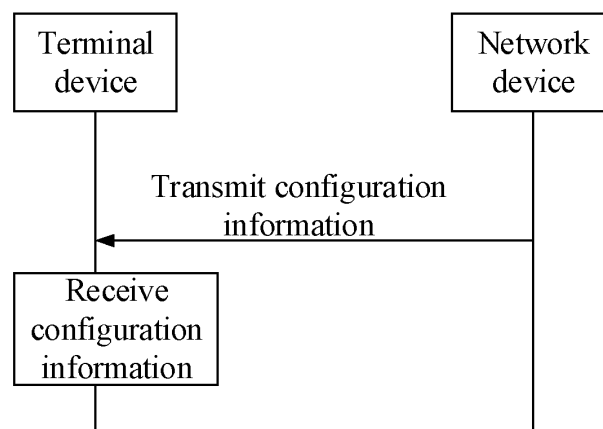 Terminal
device
Network
device
Transmit configuration
information
Receive
configuration
information